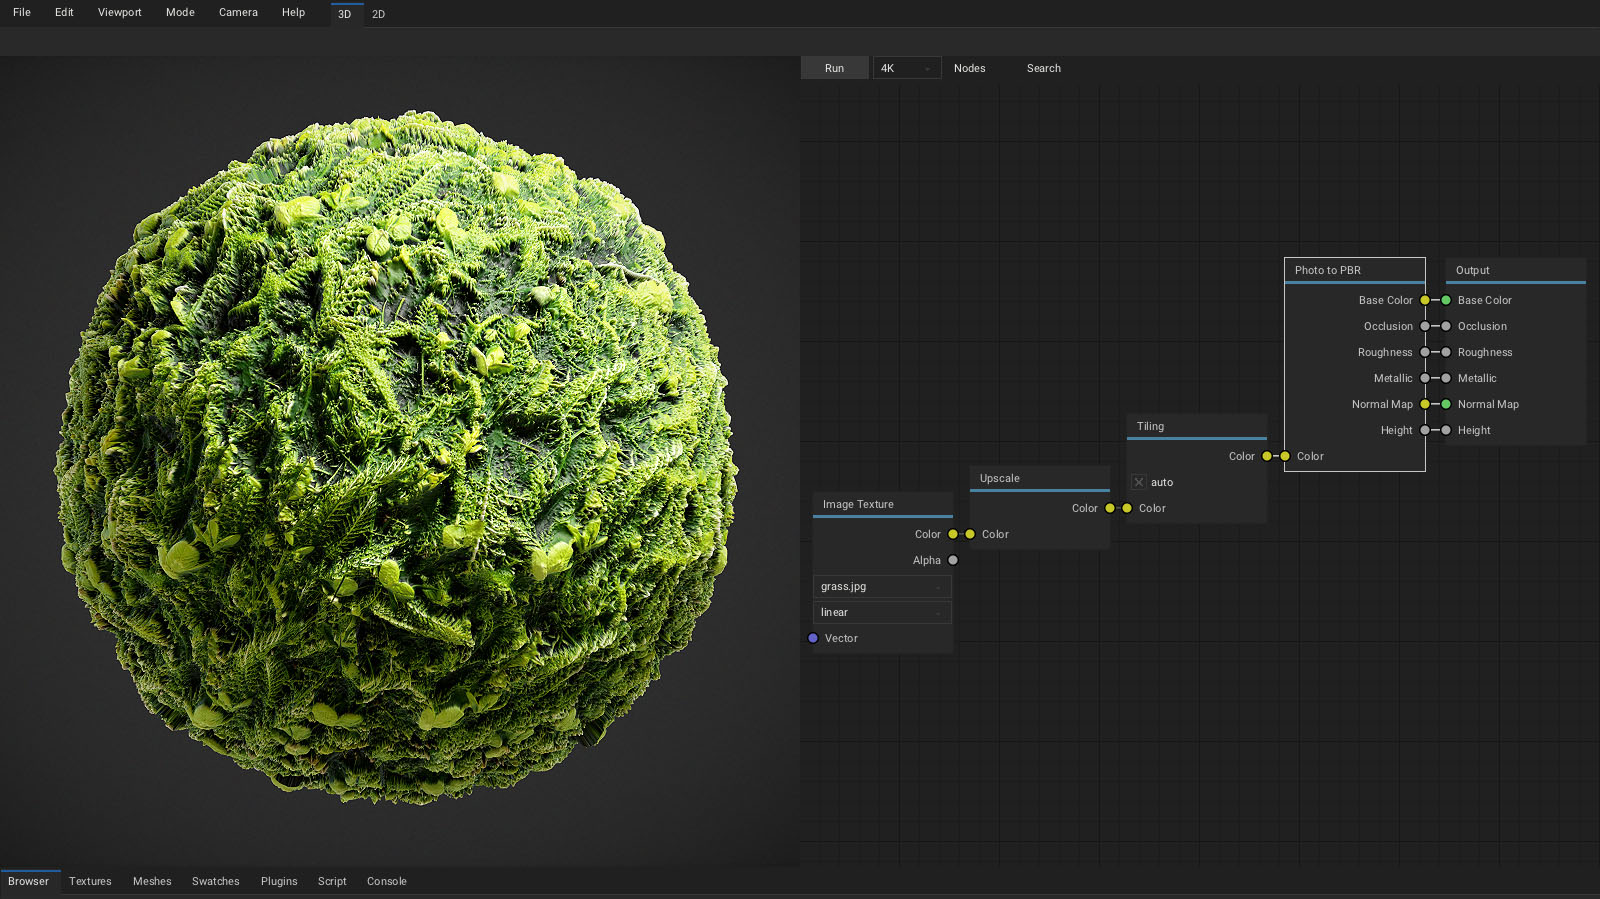 File Edit Viewport Mode Camera Help 3D 2D
Run 4K Nodes Search
Photo to PBR
Base Color
Occlusion
Roughness
Metallic
Normal Map
Height
Color
Output
Base Color
Occlusion
Roughness
Metallic
Normal Map
Height
Tiling
Color
auto
Color
Upscale
Color
Color
Image Texture
Color
Alpha
grass.jpg
linear
Vector
Browser Textures Meshes Swatches Plugins Script Console